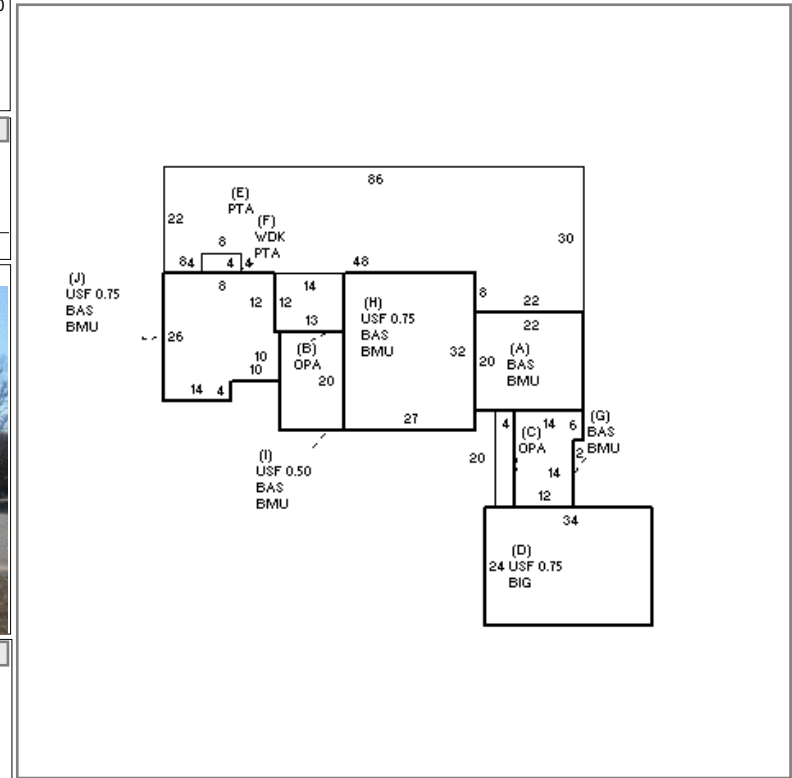 86
(E)
PTA
22
(F)
WDK
PTA
8
30
84
4
4
48
(J)
USF 0.75
BAS
BMU
8
12
12
14
13
(H)
USF 0.75
BAS
BMU
8
22
22
26
10
10
(B)
OPA
20
32
20
(A)
BAS
BMU
14
4
27
4
(C)
OPA
14
6
(G)
BAS
BMU
2
(I)
USF 0.50
BAS
BMU
20
14
12
34
(D)
24 USF 0.75
BIG